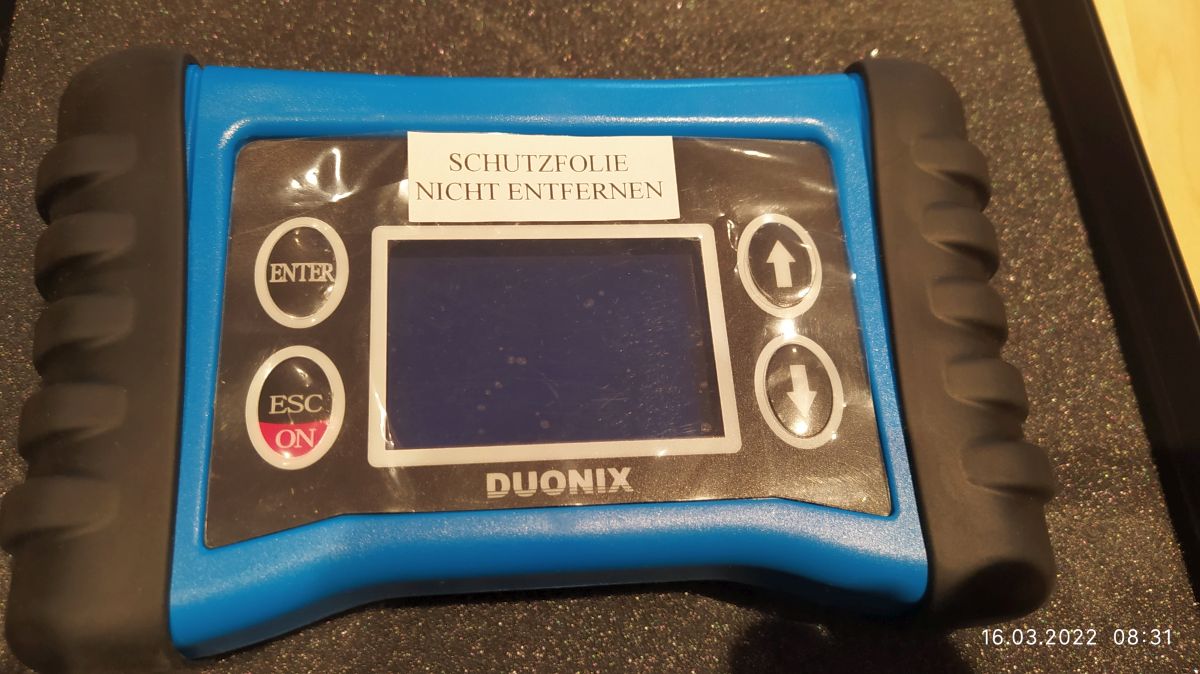 SCHUTZFOLIE
NICHT ENTFERNEN
ENTER
ESC
ON
DUONIX
16.03.2022 08:31